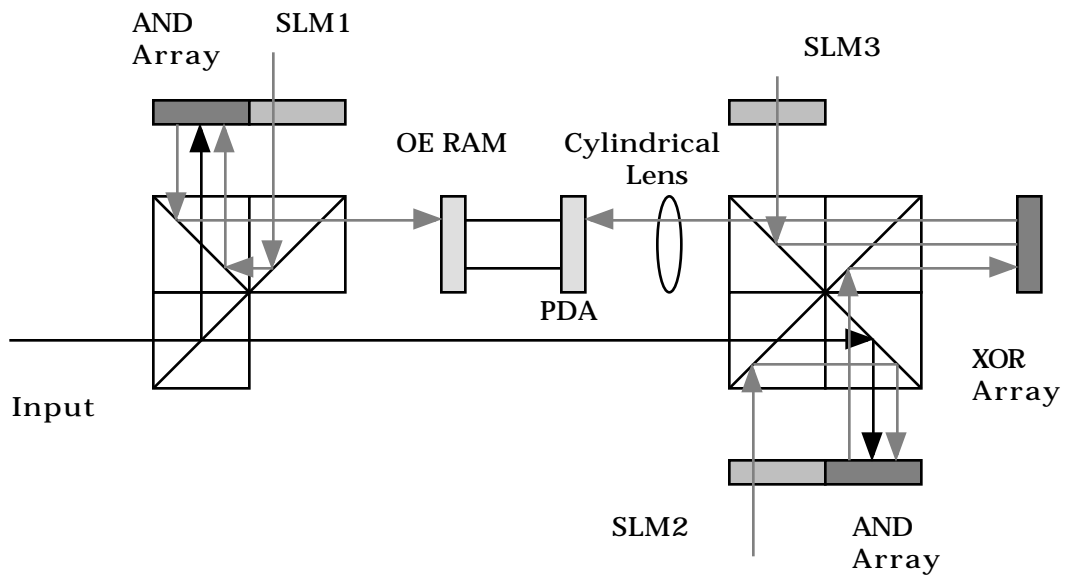 AND
Array
SLM1
SLM3
OE RAM
Cylindrical
Lens
PDA
XOR
Array
Input
SLM2
AND
Array